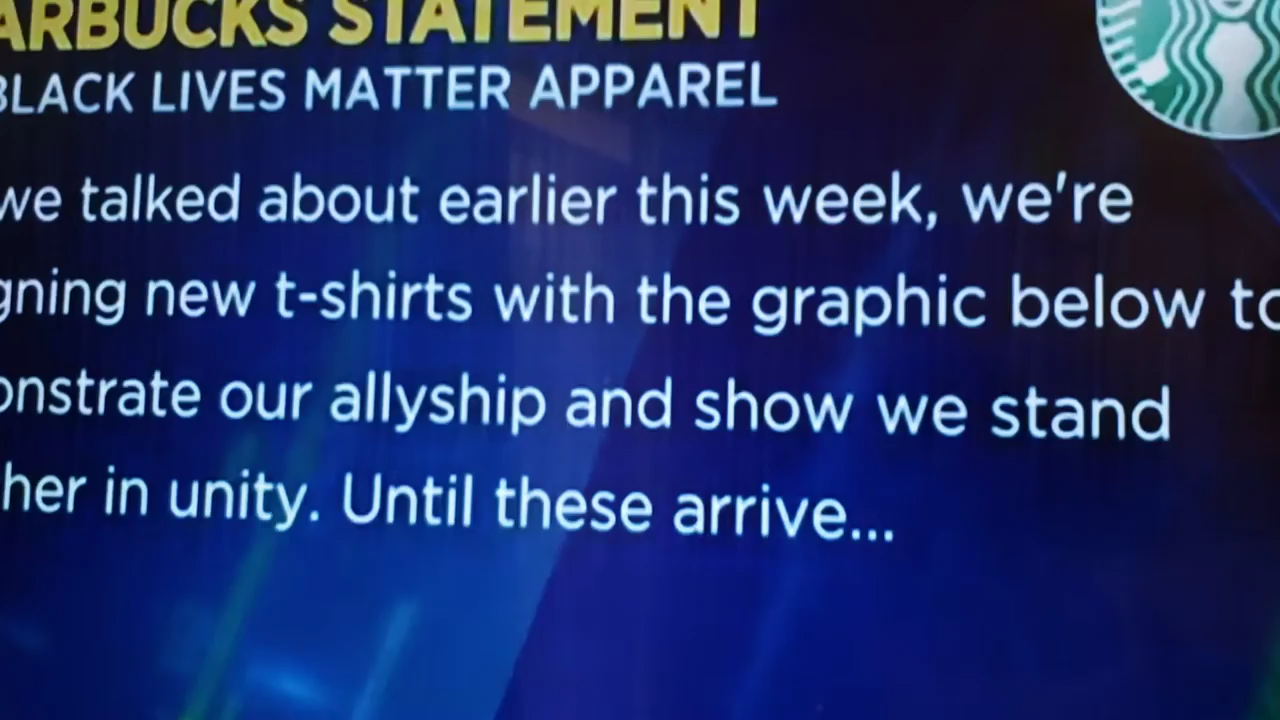 ARBUCKS STATEMENT
BLACK LIVES MATTER APPAREL
we talked about earlier this week, we're
gning new t-shirts with the graphic below to
onstrate our allyship and show we stand
her in unity. Until these arrive...